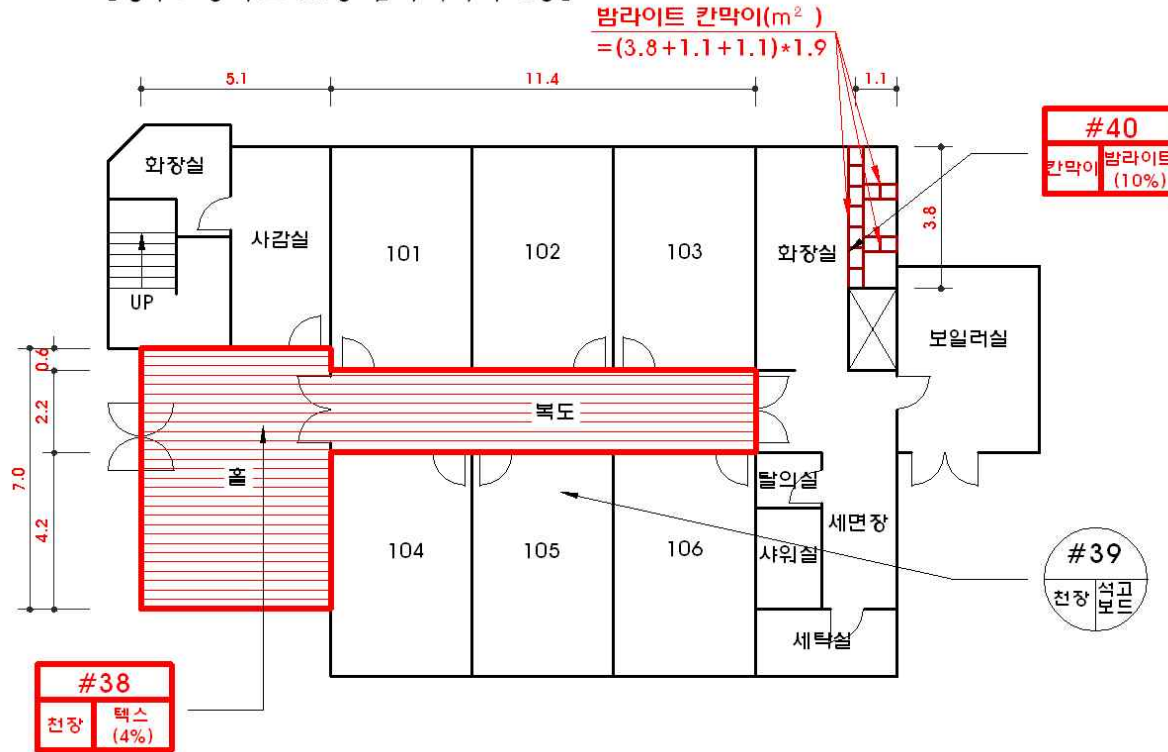 밤라이트 칸막이(m²)
=(3.8+1.1+1.1)*1.9
5.1
11.4
1.1
#40
칸막이
밤라이트
(10%)
화장실
사감실
101
102
103
화장실
3.8
UP
보일러실
0.6
2.2
7.0
4.2
복도
홀
탈의실
세면장
104
105
106
샤워실
#39
천장
석고
보드
세탁실
#38
천장
텍스
(4%)